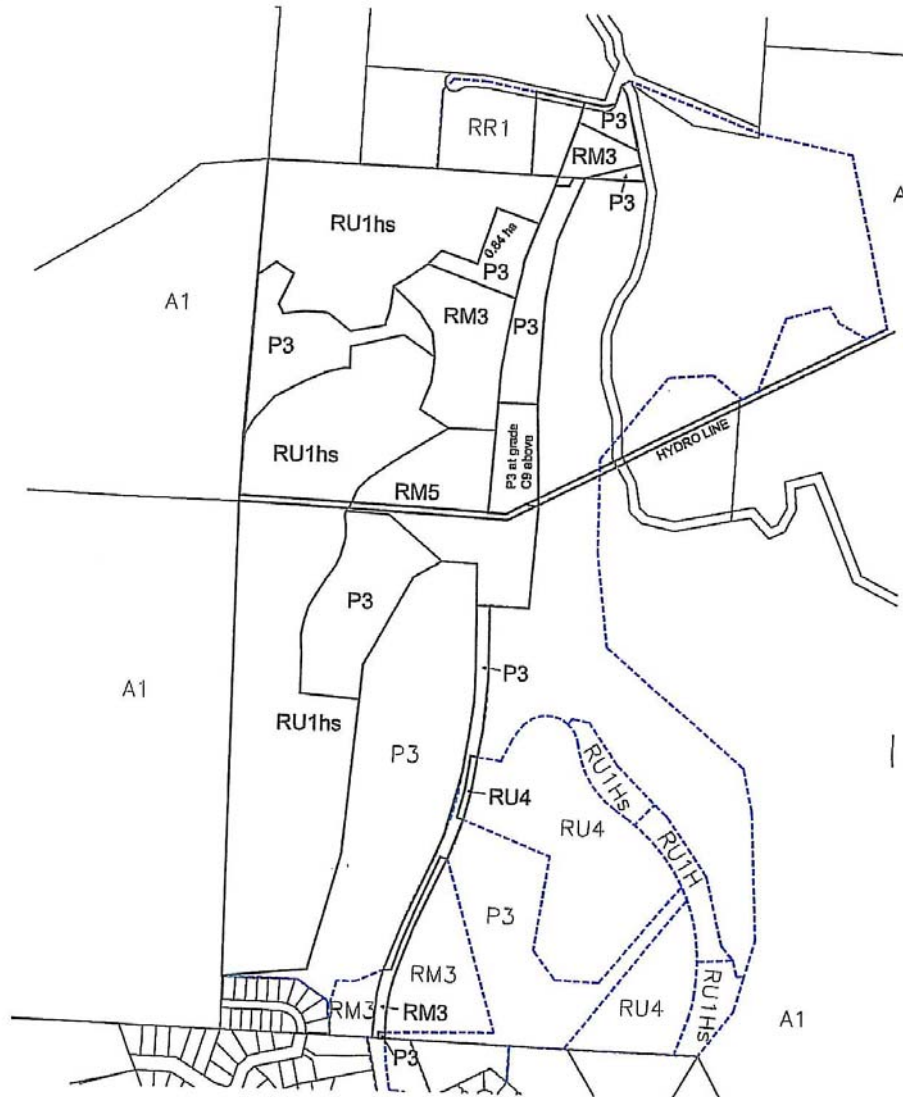 P3
RR1
RM3
P3
A
RU1hs
0.84 ha
P3
A1
RM3
P3
P3
HYDRO LINE
RU1hs
P3 at grade
C9 above
RM5
P3
P3
A1
RU1hs
P3
RU1Hs
RU4
RU4
RU1H
P3
RM3
RM3
RM3
RU4
RU1Hs
A1
P3